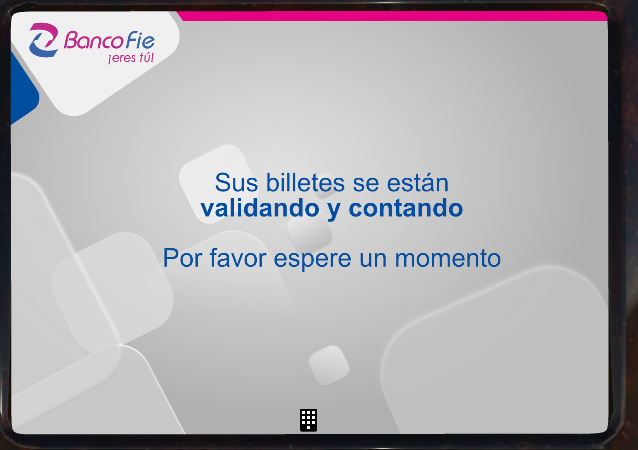 Banco Fie
¡eres tú!
Sus billetes se están
validando y contando
Por favor espere un momento